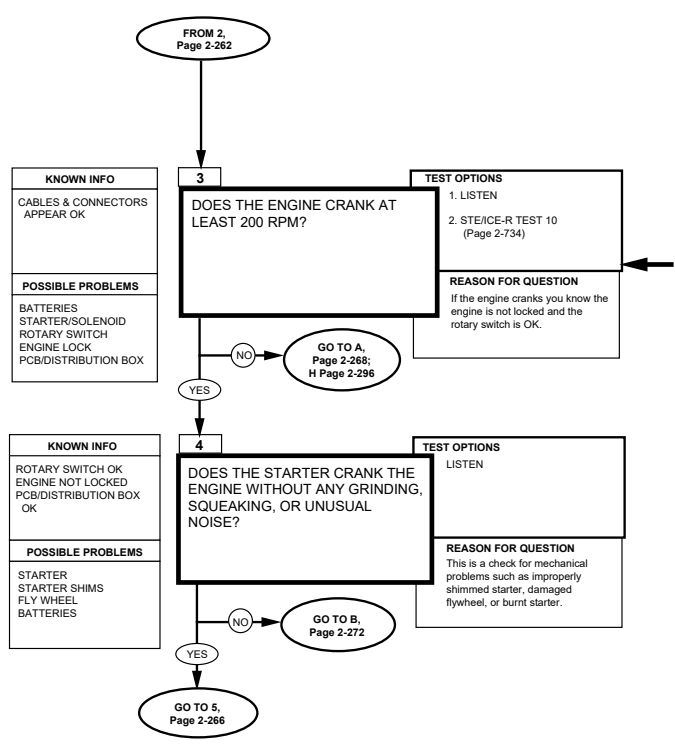 FROM 2,
Page 2-262
KNOWN INFO
CABLES & CONNECTORS
APPEAR OK
POSSIBLE PROBLEMS
BATTERIES
STARTER/SOLENOID
ROTARY SWITCH
ENGINE LOCK
PCB/DISTRIBUTION BOX
3
DOES THE ENGINE CRANK AT
LEAST 200 RPM?
TEST OPTIONS
1. LISTEN
2. STE/ICE-R TEST 10
(Page 2-734)
REASON FOR QUESTION
If the engine cranks you know the
engine is not locked and the
rotary switch is OK.
NO
GO TO A,
Page 2-268;
H Page 2-296
YES
KNOWN INFO
ROTARY SWITCH OK
ENGINE NOT LOCKED
PCB/DISTRIBUTION BOX
OK
POSSIBLE PROBLEMS
STARTER
STARTER SHIMS
FLY WHEEL
BATTERIES
4
DOES THE STARTER CRANK THE
ENGINE WITHOUT ANY GRINDING,
SQUEAKING, OR UNUSUAL
NOISE?
TEST OPTIONS
LISTEN
REASON FOR QUESTION
This is a check for mechanical
problems such as improperly
shimmed starter, damaged
flywheel, or burnt starter.
NO
GO TO B,
Page 2-272
YES
GO TO 5,
Page 2-266